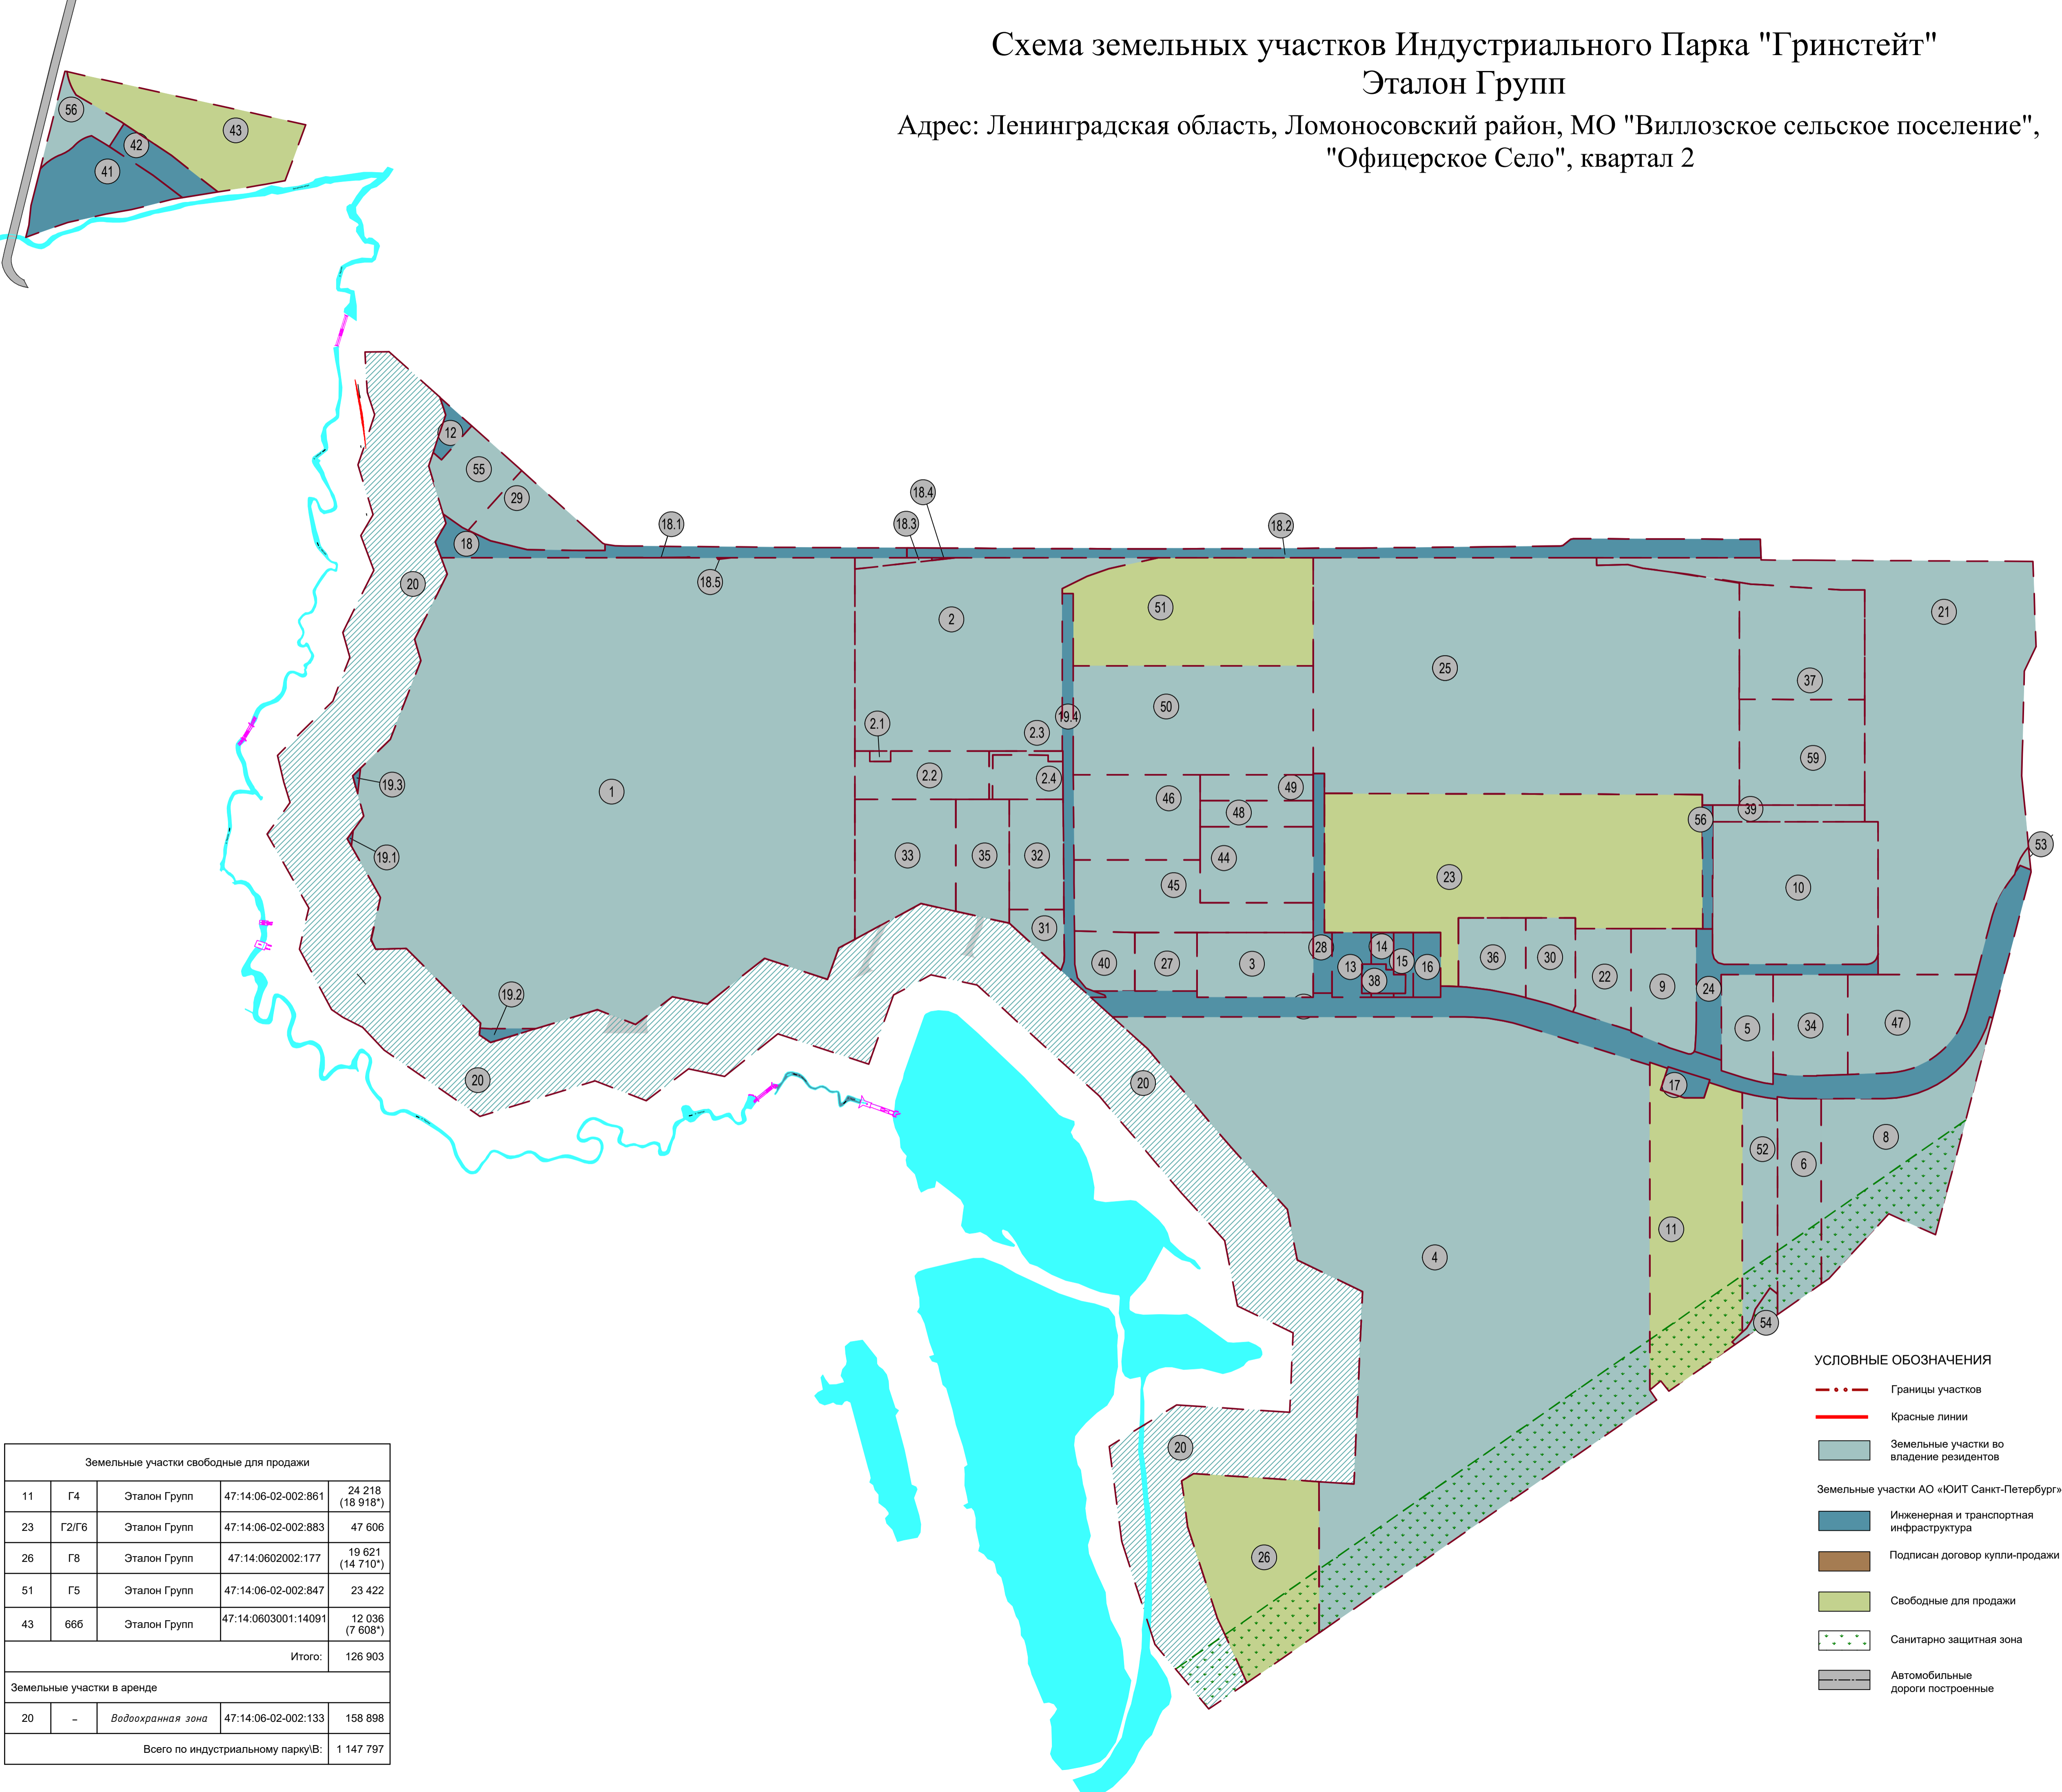 Схема земельных участков Индустриального Парка "Гринстейт"
Эталон Групп
Адрес: Ленинградская область, Ломоносовский район, МО "Виллозское сельское поселение",
"Офицерское Село", квартал 2
56
43
42
41
12
55
29
18.4
18.1
18.3
18.2
18
18.5
20
51
2
21
25
37
50
2.1
19.4
2.3
59
2.2
2.4
19.3
1
49
46
48
39
56
53
19.1
33
35
32
44
23
45
10
31
28
14
40
27
3
13
15
16
36
30
38
22
9
24
19.2
5
34
47
20
20
17
52
6
8
11
4
54
20
26
УСЛОВНЫЕ ОБОЗНАЧЕНИЯ
Границы участков
Красные линии
Земельные участки во
владение резидентов
Земельные участки АО «ЮИТ Санкт-Петербург»
Инженерная и транспортная
инфраструктура
Подписан договор купли-продажи
Свободные для продажи
Санитарно защитная зона
Автомобильные
дороги построенные
Земельные участки свободные для продажи
11 Г4 Эталон Групп 47:14:06-02-002:861 24 218
(18 918*)
23 Г2/Г6 Эталон Групп 47:14:06-02-002:883 47 606
26 Г8 Эталон Групп 47:14:0602002:177 19 621
(14 710*)
51 Г5 Эталон Групп 47:14:06-02-002:847 23 422
43 66б Эталон Групп 47:14:0603001:14091 12 036
(7 608*)
Итого: 126 903
Земельные участки в аренде
20 – Водоохранная зона 47:14:06-02-002:133 158 898
Всего по индустриальному парку\В: 1 147 797